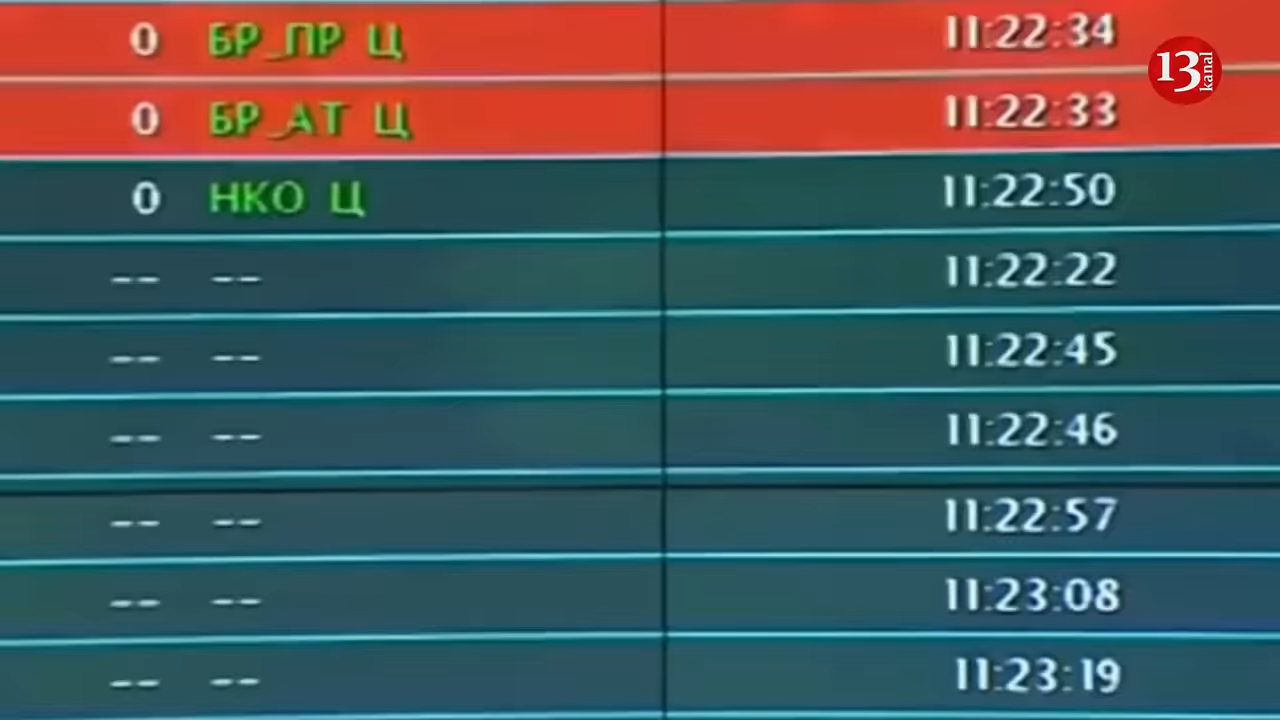 0 БР_ПР Ц 11:22:34
13 kanal
0 БР_АТ Ц 11:22:33
0 НКО Ц 11:22:50
-- -- 11:22:22
-- -- 11:22:45
-- -- 11:22:46
-- -- 11:22:57
-- -- 11:23:08
-- -- 11:23:19